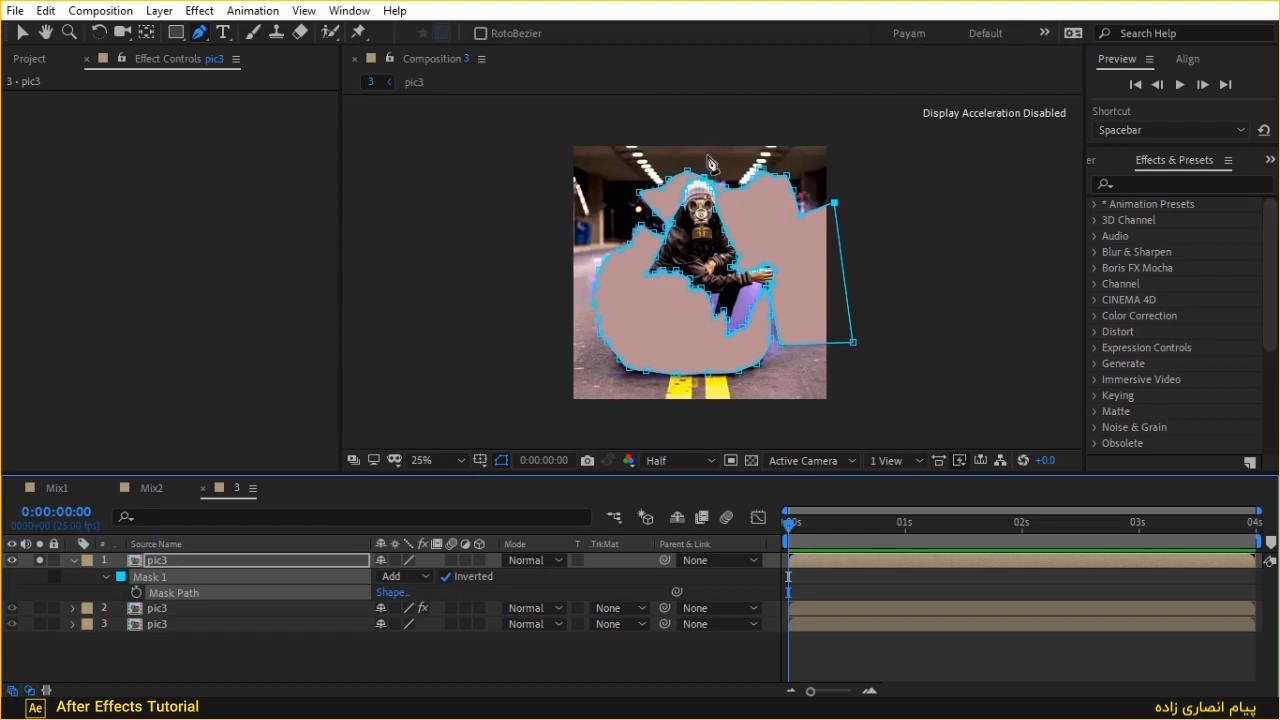 File Edit Composition Layer Effect Animation View Window Help
RotoBezier Payam Default Search Help
Project Effect Controls pic3 Composition 3 Preview Align
3 • pic3 3 pic3
Display Acceleration Disabled
Shortcut
Spacebar
Effects & Presets
* Animation Presets
3D Channel
Audio
Blur & Sharpen
Boris FX Mocha
Channel
CINEMA 4D
Color Correction
Distort
Expression Controls
Generate
Immersive Video
Keying
Matte
Noise & Grain
Obsolete
25% 0:00:00:00 Half Active Camera 1 View +0.0
Mix1 Mix2 3
0:00:00:00
0000+00 (25.00 fps)
:00s 01s 02s 03s 04s
# Source Name Mode T .TrkMat Parent & Link
1 pic3 Normal None
Mask 1 Add Inverted
Mask Path Shape...
2 pic3 fx Normal None None
3 pic3 Normal None None
Ae After Effects Tutorial پیام انصاری زاده